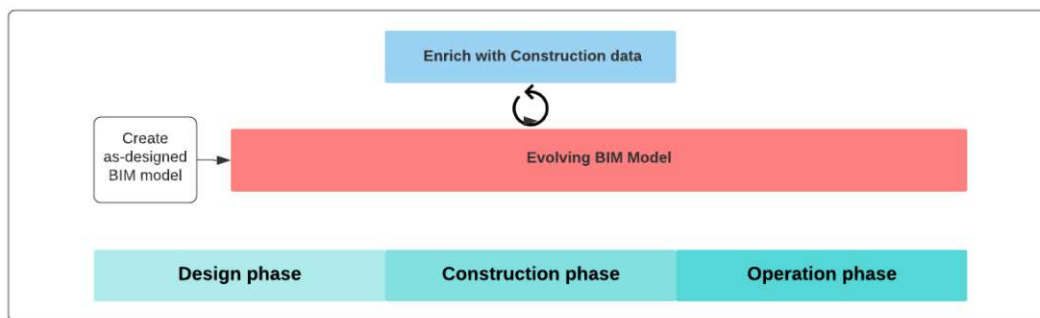 Enrich with Construction data
Create
as-designed
BIM model
Evolving BIM Model
Design phase
Construction phase
Operation phase